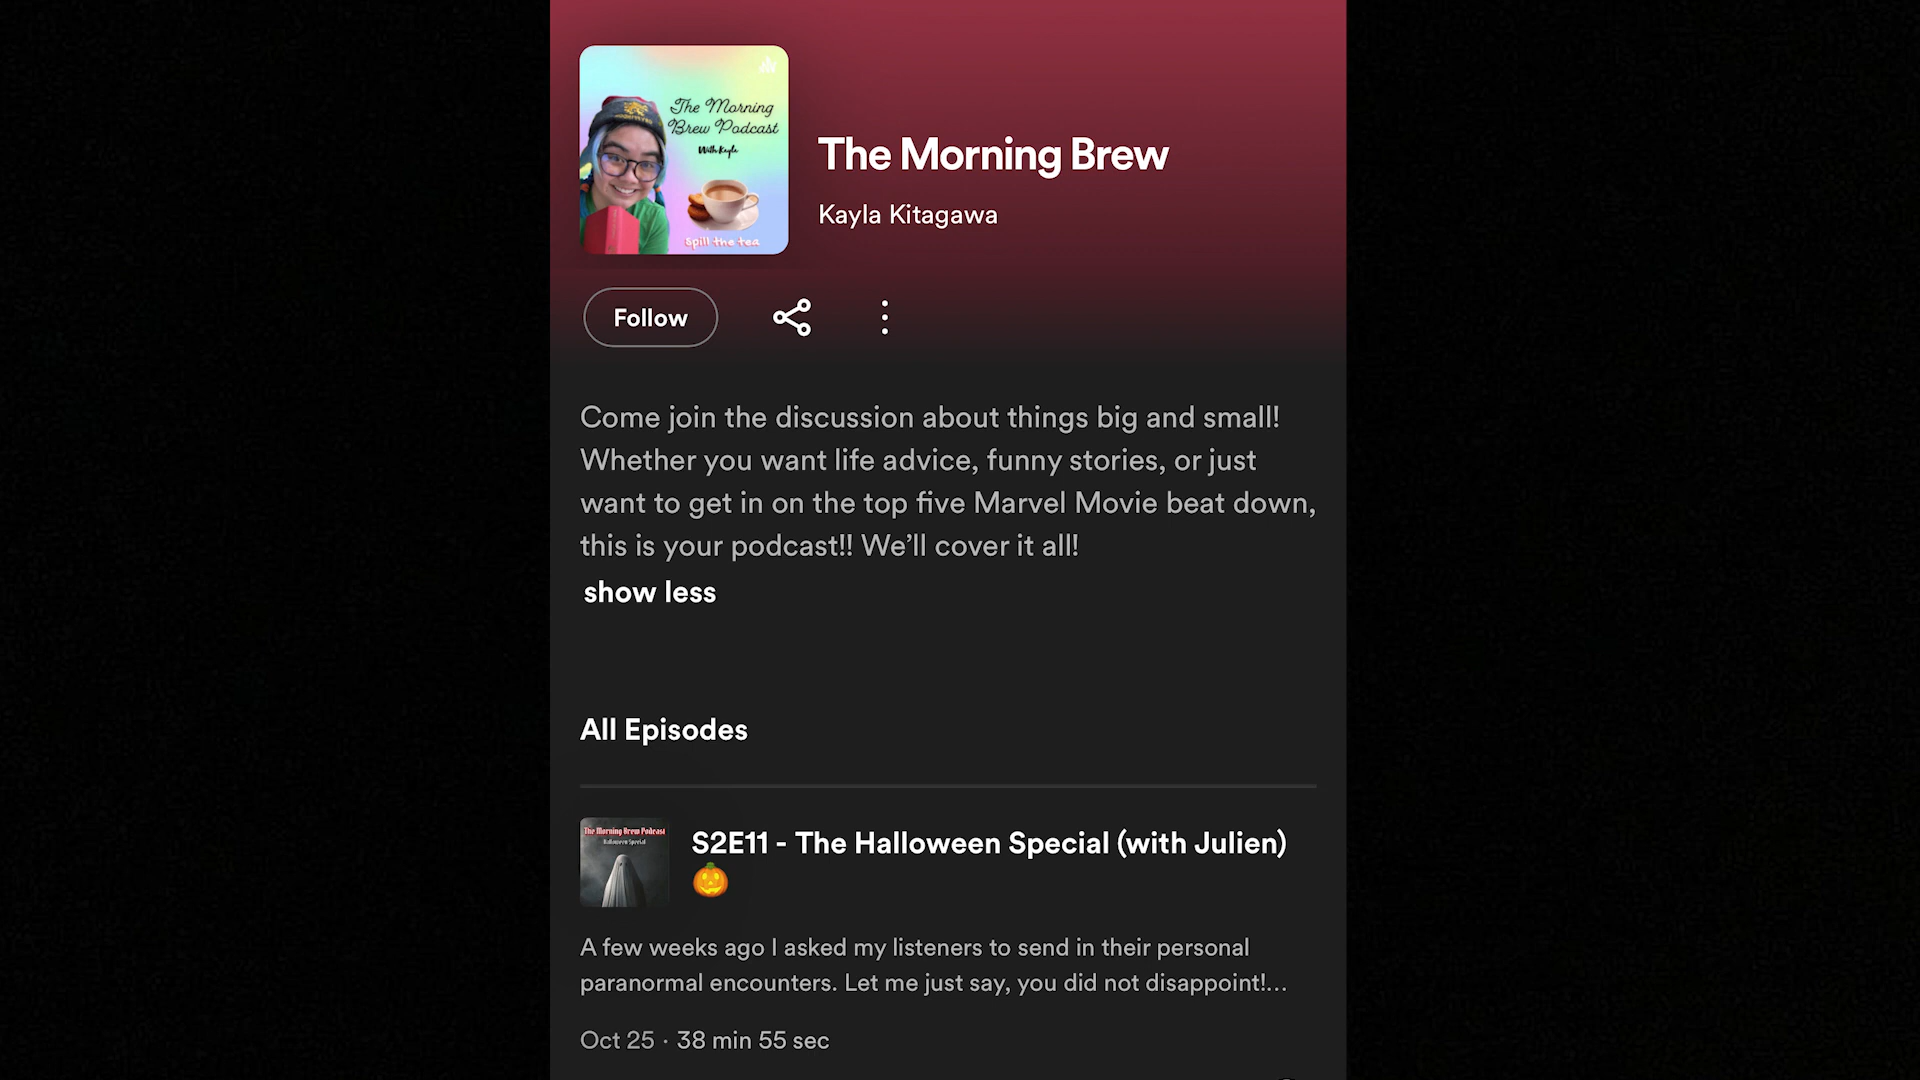 The Morning
Brew Podcast
With Kayla
Spill the tea
The Morning Brew
Kayla Kitagawa
Follow
Come join the discussion about things big and small!
Whether you want life advice, funny stories, or just
want to get in on the top five Marvel Movie beat down,
this is your podcast!! We’ll cover it all!
show less
All Episodes
The Morning Brew Podcast
Halloween Special
S2E11 - The Halloween Special (with Julien)
🎃
A few weeks ago I asked my listeners to send in their personal
paranormal encounters. Let me just say, you did not disappoint!...
Oct 25 · 38 min 55 sec